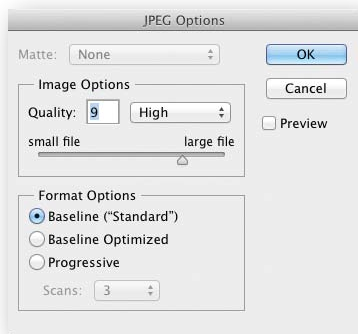 JPEG Options
Matte: None
OK
Cancel
Preview
Image Options
Quality: 9 High
small file large file
Format Options
Baseline (“Standard”)
Baseline Optimized
Progressive
Scans: 3